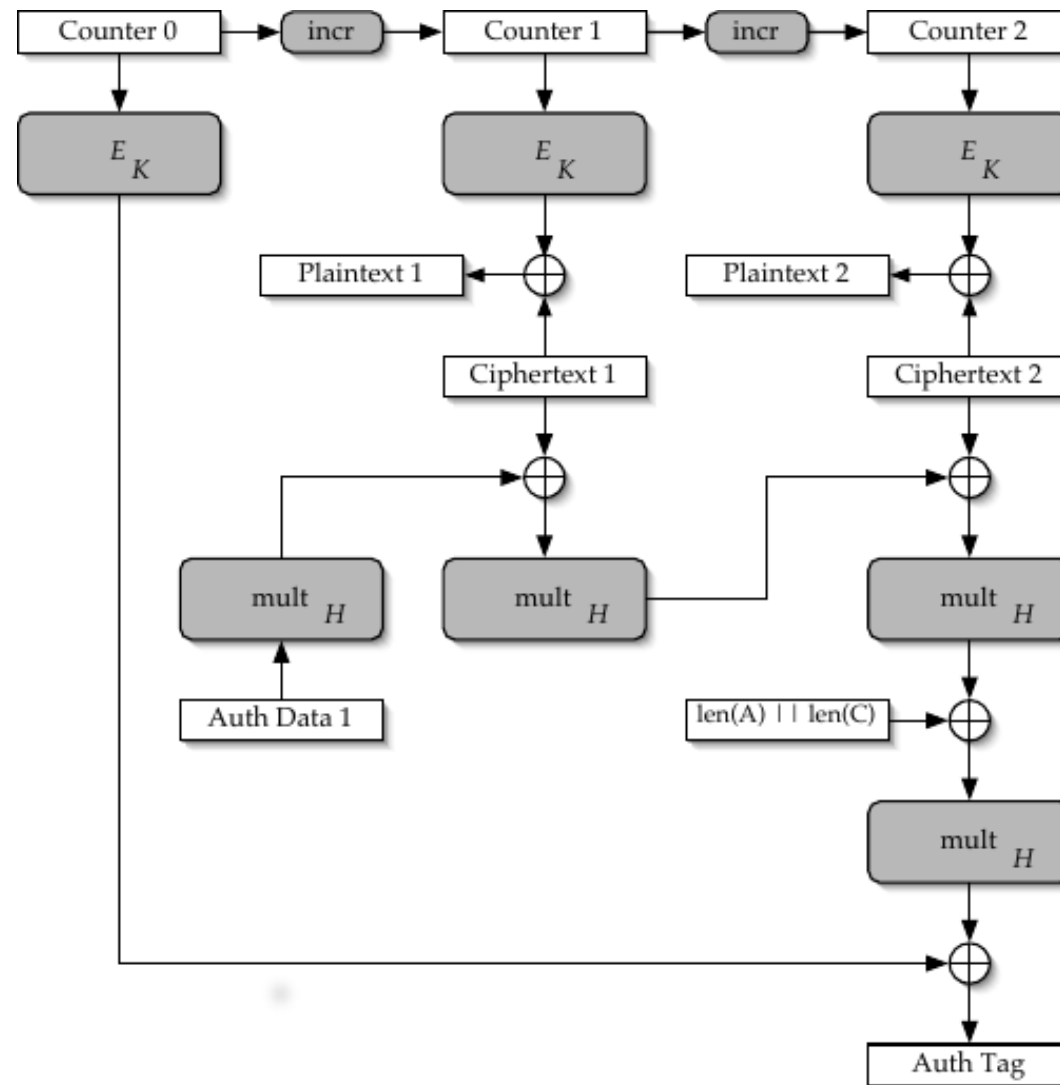 Counter 0
incr
Counter 1
incr
Counter 2
E K
E K
E K
Plaintext 1
Plaintext 2
Ciphertext 1
Ciphertext 2
mult H
mult H
mult H
Auth Data 1
len(A) || len(C)
mult H
Auth Tag